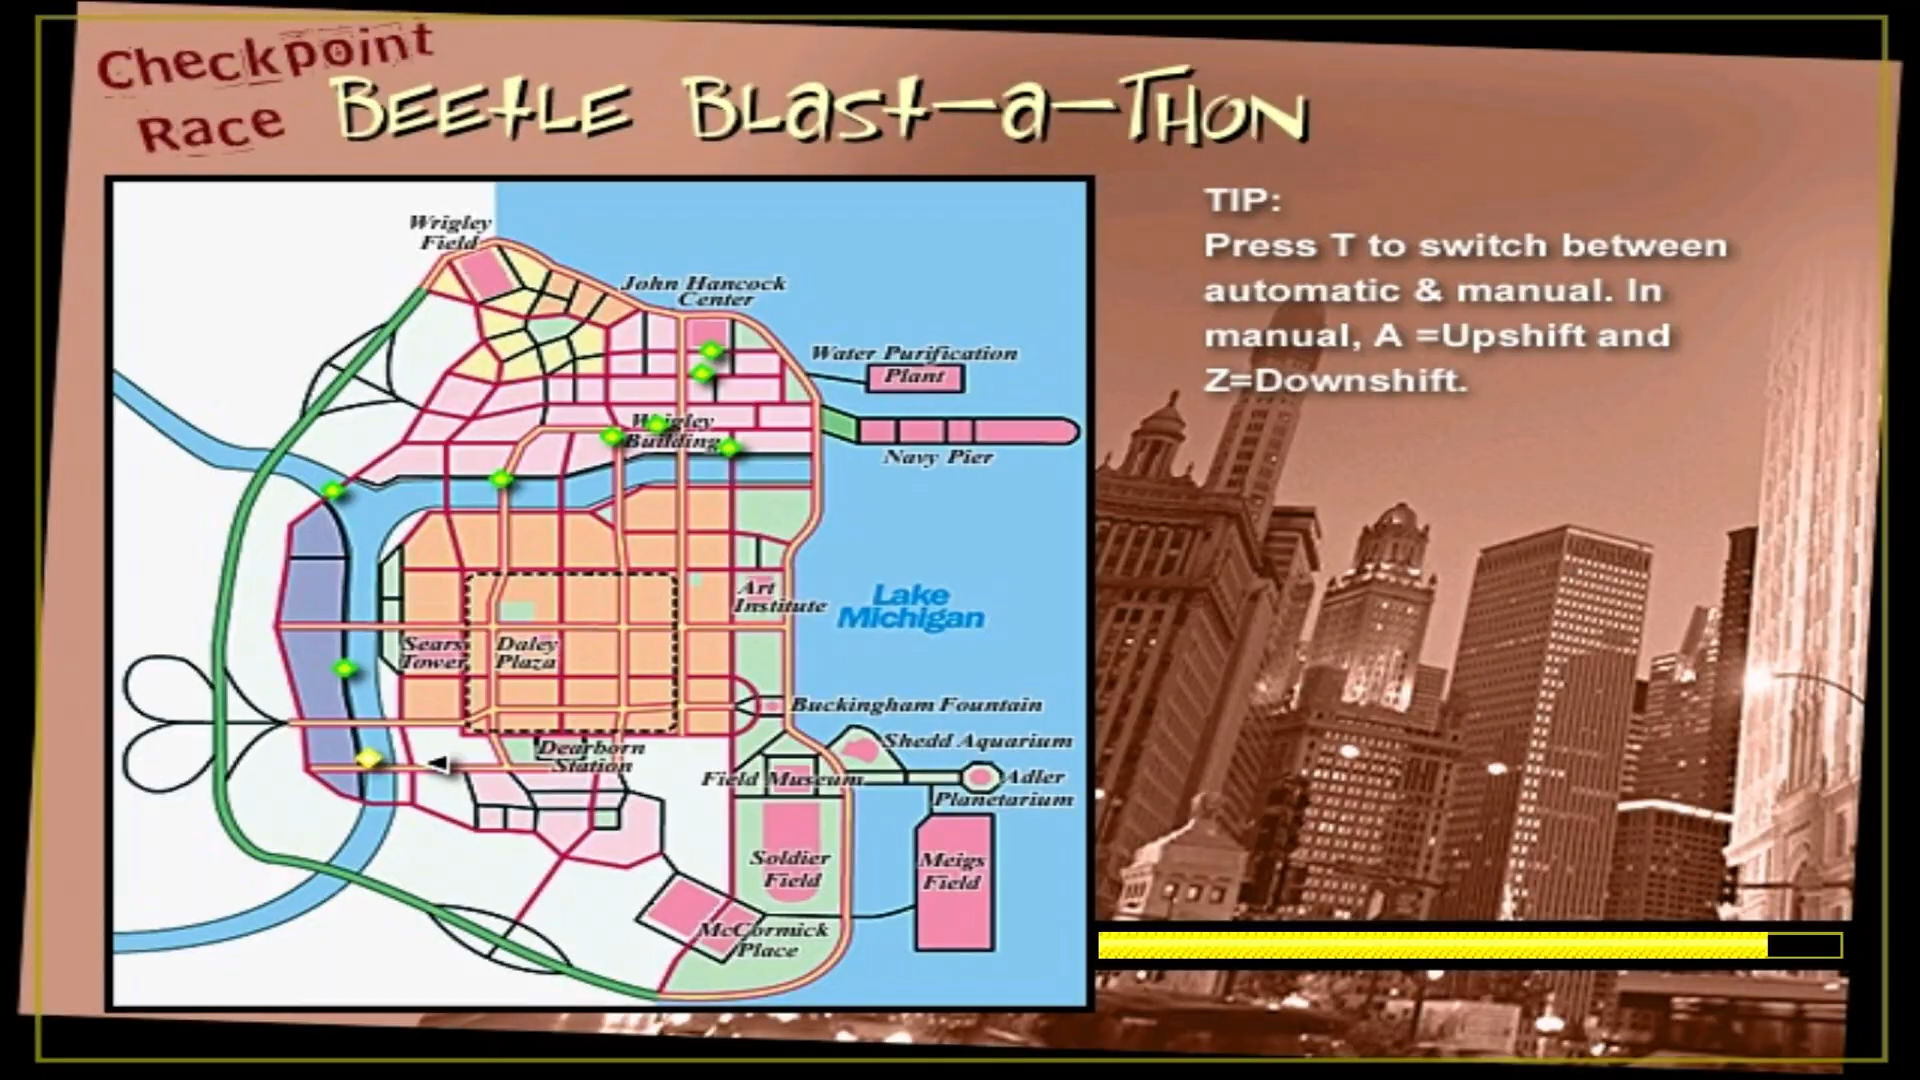 Checkpoint
Race
BEEtLE BLaSt-a-THON
TIP:
Press T to switch between
automatic & manual. In
manual, A =Upshift and
Z=Downshift.
Wrigley
Field
John Hancock
Center
Water Purification
Plant
Wrigley
Building
Navy Pier
Art
Institute
Lake
Michigan
Sears
Tower
Daley
Plaza
Buckingham Fountain
Dearborn
Station
Shedd Aquarium
Field Museum
Adler
Planetarium
Soldier
Field
Meigs
Field
McCormick
Place